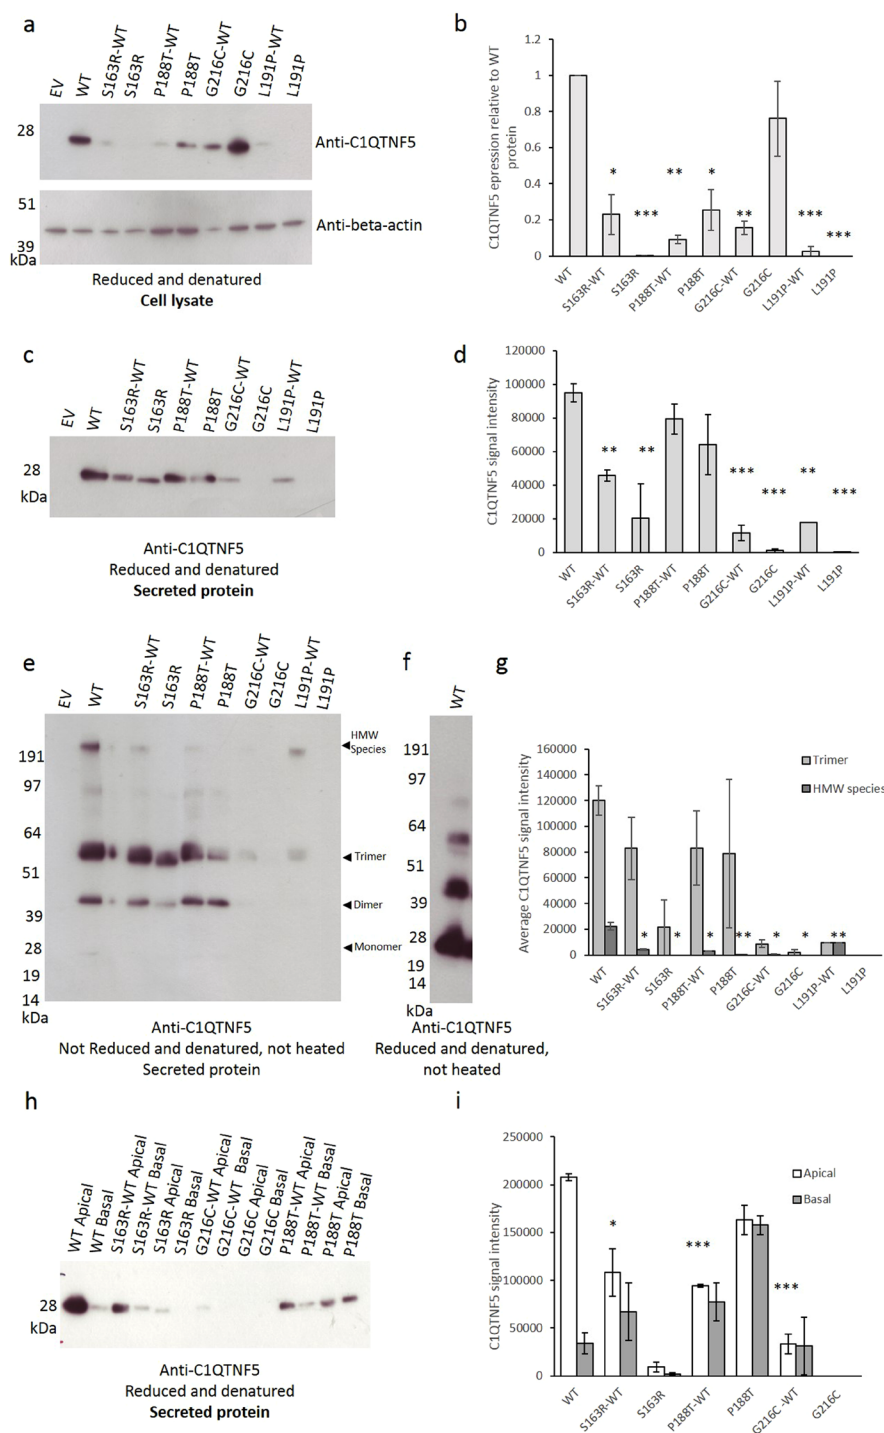 a
EV
WT
S163R-WT
S163R
P188T-WT
P188T
G216C-WT
G216C
L191P-WT
L191P
28
Anti-C1QTNF5
51
Anti-beta-actin
39
kDa
Reduced and denatured
Cell lysate
b
C1QTNF5 epression relative to WT
protein
1.2
1
0.8
0.6
0.4
0.2
0
*
***
**
*
**
***
***
WT
S163R-WT
S163R
P188T-WT
P188T
G216C-WT
G216C
L191P-WT
L191P
c
EV
WT
S163R-WT
S163R
P188T-WT
P188T
G216C-WT
G216C
L191P-WT
L191P
28
kDa
Anti-C1QTNF5
Reduced and denatured
Secreted protein
d
C1QTNF5 signal intensity
120000
100000
80000
60000
40000
20000
0
**
**
***
***
**
***
WT
S163R-WT
S163R
P188T-WT
P188T
G216C-WT
G216C
L191P-WT
L191P
e
EV
WT
S163R-WT
S163R
P188T-WT
P188T
G216C-WT
G216C
L191P-WT
L191P
191
97
64
51
39
28
19
14
kDa
HMW
Species
Trimer
Dimer
Monomer
Anti-C1QTNF5
Not Reduced and denatured, not heated
Secreted protein
f
WT
191
97
64
51
39
28
19
14
kDa
Anti-C1QTNF5
Reduced and denatured,
not heated
g
Average C1QTNF5 signal intensity
160000
140000
120000
100000
80000
60000
40000
20000
0
Trimer
HMW species
*
*
*
**
*
*
**
WT
S163R-WT
S163R
P188T-WT
P188T
G216C-WT
G216C
L191P-WT
L191P
h
WT Apical
WT Basal
S163R-WT Apical
S163R-WT Basal
S163R Apical
S163R Basal
G216C-WT Apical
G216C-WT Basal
G216C Apical
G216C Basal
P188T-WT Apical
P188T-WT Basal
P188T Apical
P188T Basal
28
kDa
Anti-C1QTNF5
Reduced and denatured
Secreted protein
i
C1QTNF5 signal intensity
250000
200000
150000
100000
50000
0
Apical
Basal
*
***
***
WT
S163R-WT
S163R
P188T-WT
P188T
G216C -WT
G216C